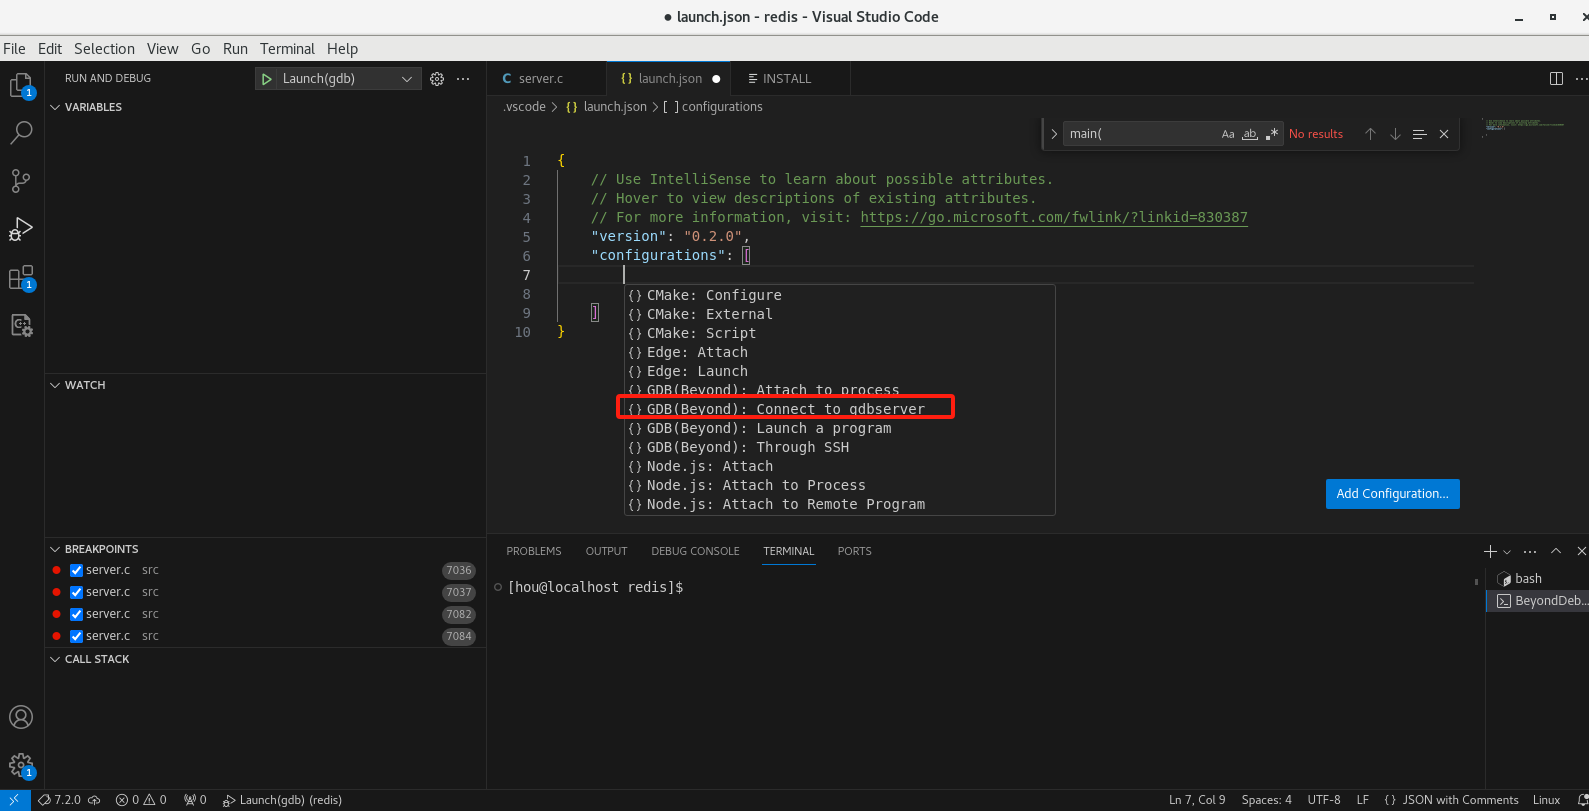 ● launch.json - redis - Visual Studio Code
File Edit Selection View Go Run Terminal Help
RUN AND DEBUG Launch(gdb)
server.c launch.json INSTALL
VARIABLES
.vscode > {} launch.json > [ ] configurations
main( Aa ab .* No results
1 {
2 // Use IntelliSense to learn about possible attributes.
3 // Hover to view descriptions of existing attributes.
4 // For more information, visit: https://go.microsoft.com/fwlink/?linkid=830387
5 "version": "0.2.0",
6 "configurations": [
7
8
9 ]
10 }
{} CMake: Configure
{} CMake: External
{} CMake: Script
{} Edge: Attach
{} Edge: Launch
{} GDB(Beyond): Attach to process
{} GDB(Beyond): Connect to gdbserver
{} GDB(Beyond): Launch a program
{} GDB(Beyond): Through SSH
{} Node.js: Attach
{} Node.js: Attach to Process
{} Node.js: Attach to Remote Program
Add Configuration...
WATCH
BREAKPOINTS
server.c src 7036
server.c src 7037
server.c src 7082
server.c src 7084
CALL STACK
PROBLEMS OUTPUT DEBUG CONSOLE TERMINAL PORTS
[hou@localhost redis]$
bash
BeyondDeb...
1
1
1
7.2.0 0 0 0 Launch(gdb) (redis) Ln 7, Col 9 Spaces: 4 UTF-8 LF {} JSON with Comments Linux